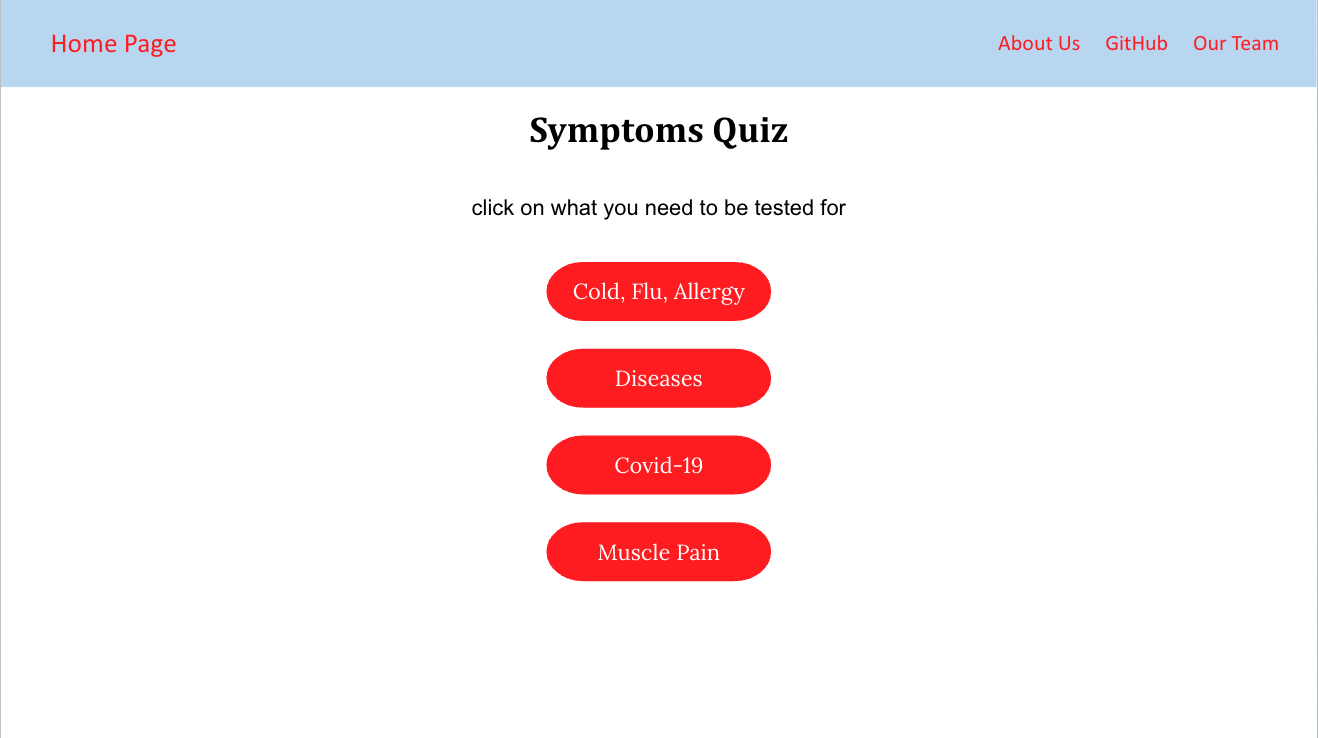 Home Page About Us GitHub Our Team
Symptoms Quiz
click on what you need to be tested for
Cold, Flu, Allergy
Diseases
Covid-19
Muscle Pain